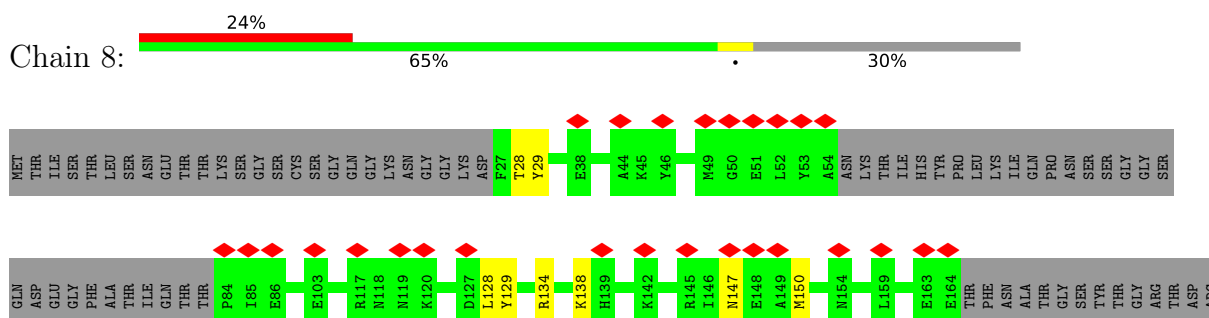 24%
Chain 8:
65% • 30%
MET THR ILE SER THR LEU SER ASN GLU THR THR LYS SER GLY SER CYS SER GLY GLN GLY LYS ASN GLY GLY LYS ASP F27 T28 Y29 E38 A44 K45 Y46 M49 G50 E51 L52 Y53 A54 ASN LYS THR ILE HIS TYR PRO LEU LYS ILE GLN PRO ASN SER SER GLY GLY SER
GLN ASP GLU GLY PHE ALA THR ILE GLN THR THR P84 I85 E86 E103 R117 N118 N119 K120 D127 L128 Y129 R134 K138 H139 K142 R145 I146 N147 E148 A149 M150 N154 L159 E163 E164 THR PHE ASN ALA THR GLY SER TYR THR GLY ARG THR ASP